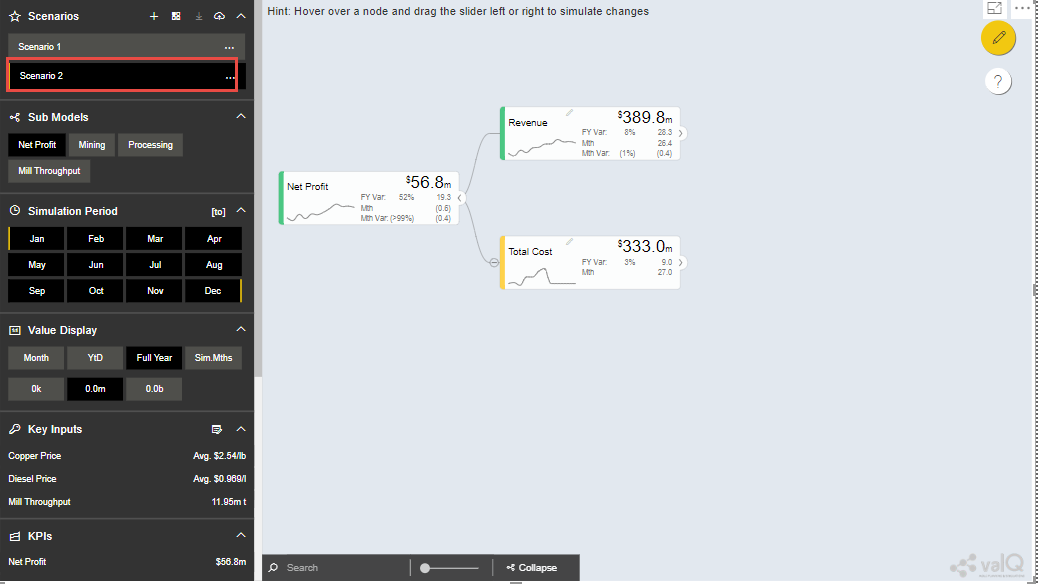 Scenarios
Scenario 1
Scenario 2
Sub Models
Net Profit Mining Processing
Mill Throughput
Simulation Period [to]
Jan Feb Mar Apr
May Jun Jul Aug
Sep Oct Nov Dec
Value Display
Month YtD Full Year Sim.Mths
0k 0.0m 0.0b
Key Inputs
Copper Price Avg. $2.54/lb
Diesel Price Avg. $0.969/l
Mill Throughput 11.95m t
KPIs
Net Profit $56.8m
Hint: Hover over a node and drag the slider left or right to simulate changes
?
Net Profit $56.8m
FY Var: 52% 19.3
Mth (0.6)
Mth Var: (>99%) (0.4)
Revenue $389.8m
FY Var: 8% 28.3
Mth 26.4
Mth Var: (1%) (0.4)
Total Cost $333.0m
FY Var: 3% 9.0
Mth 27.0
Search Collapse
valQ